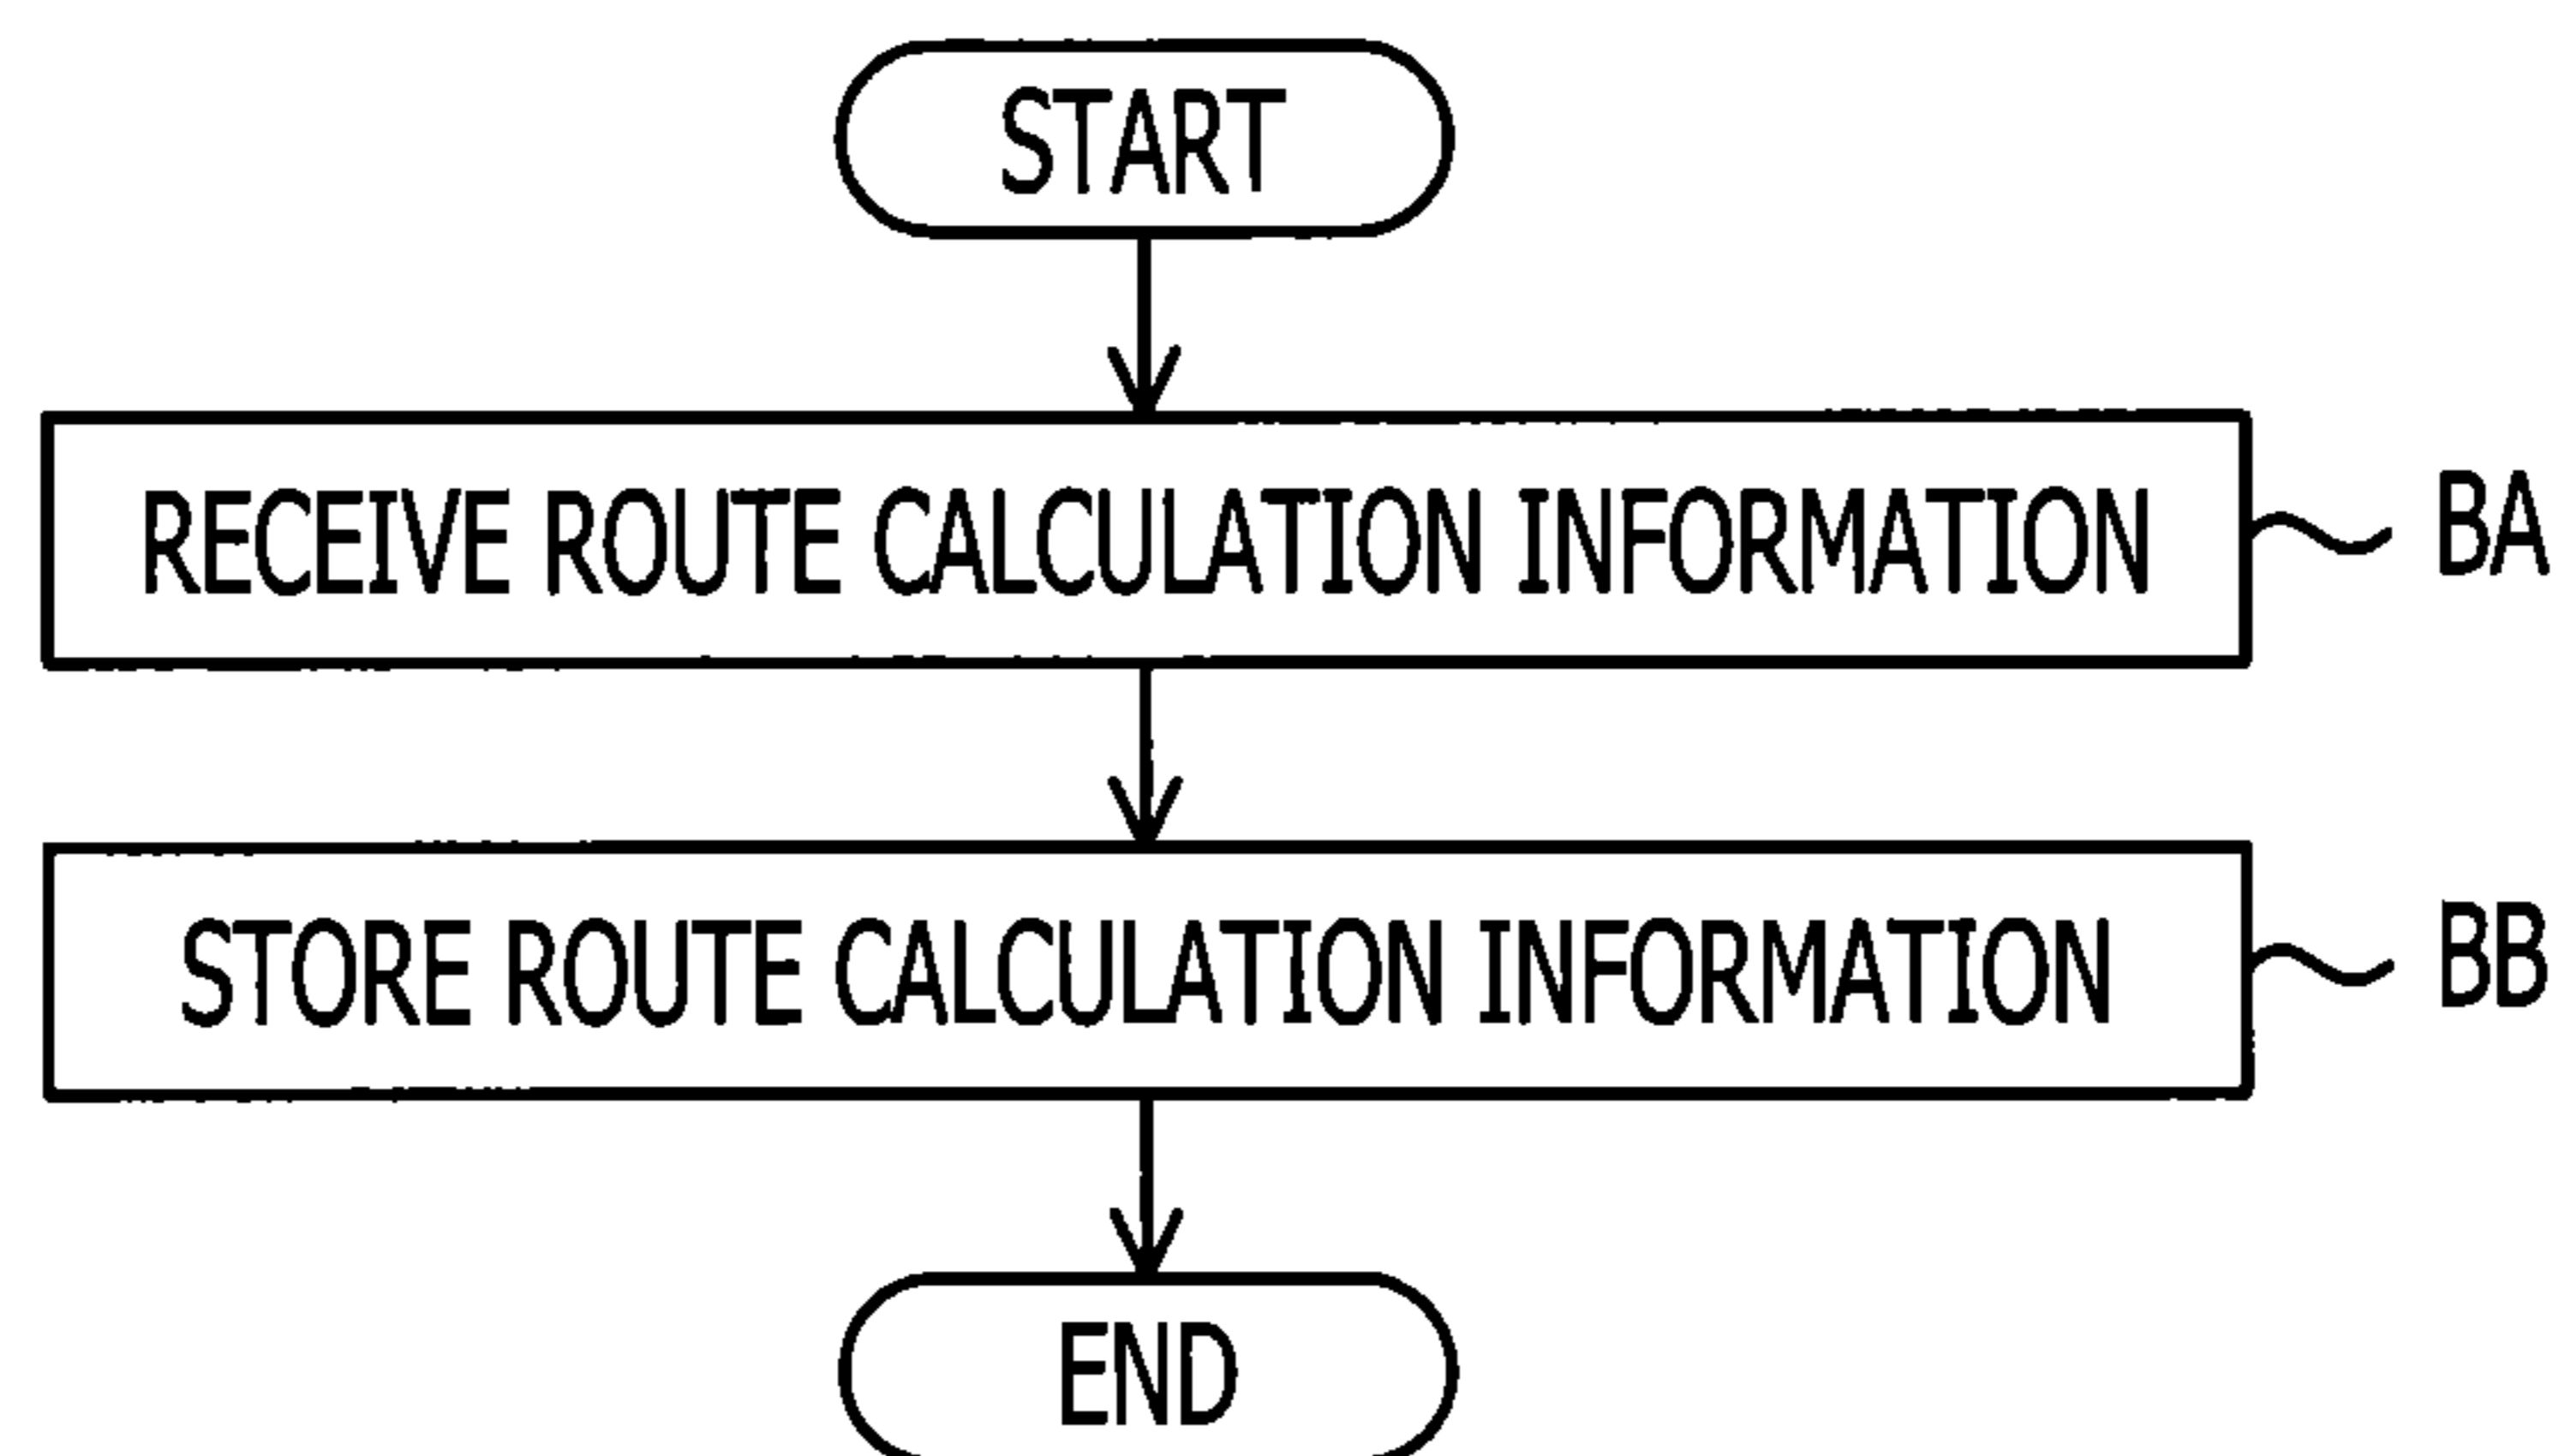 START
RECEIVE ROUTE CALCULATION INFORMATION
BA
STORE ROUTE CALCULATION INFORMATION
BB
END